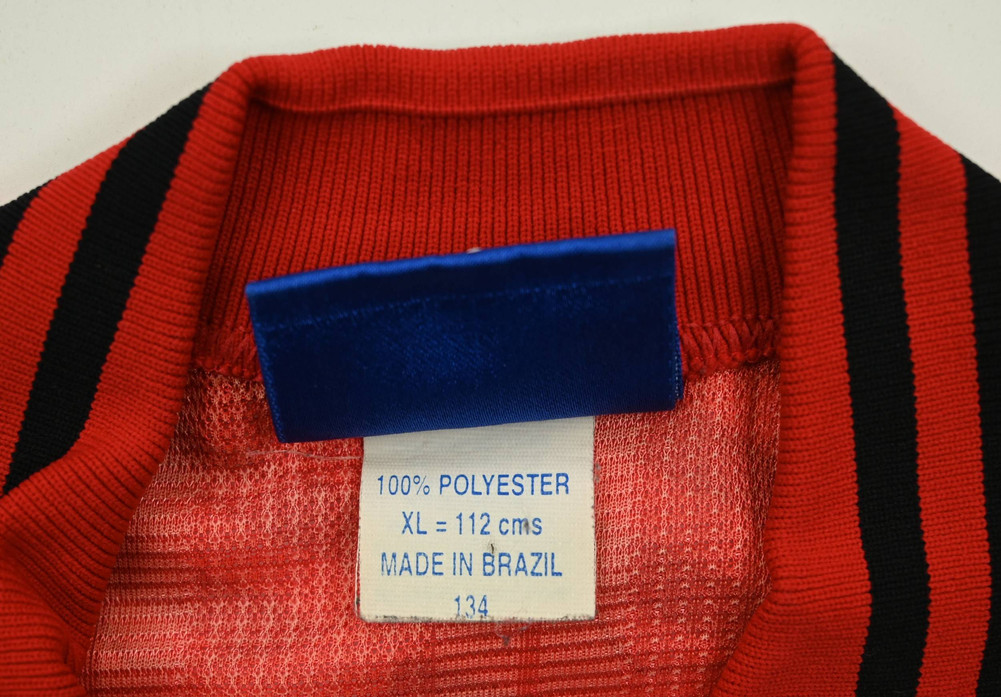 100% POLYESTER
XL = 112 cms
MADE IN BRAZIL
134